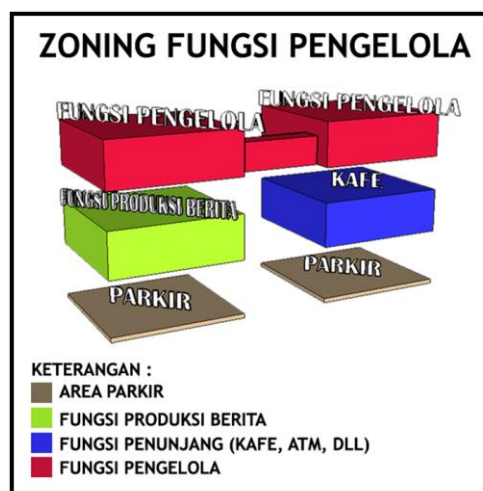 ZONING FUNGSI PENGELOLA
FUNGSI PENGELOLA
FUNGSI PENGELOLA
FUNGSI PRODUKSI BERITA
KAFE
PARKIR
PARKIR
KETERANGAN :
AREA PARKIR
FUNGSI PRODUKSI BERITA
FUNGSI PENUNJANG (KAFE, ATM, DLL)
FUNGSI PENGELOLA